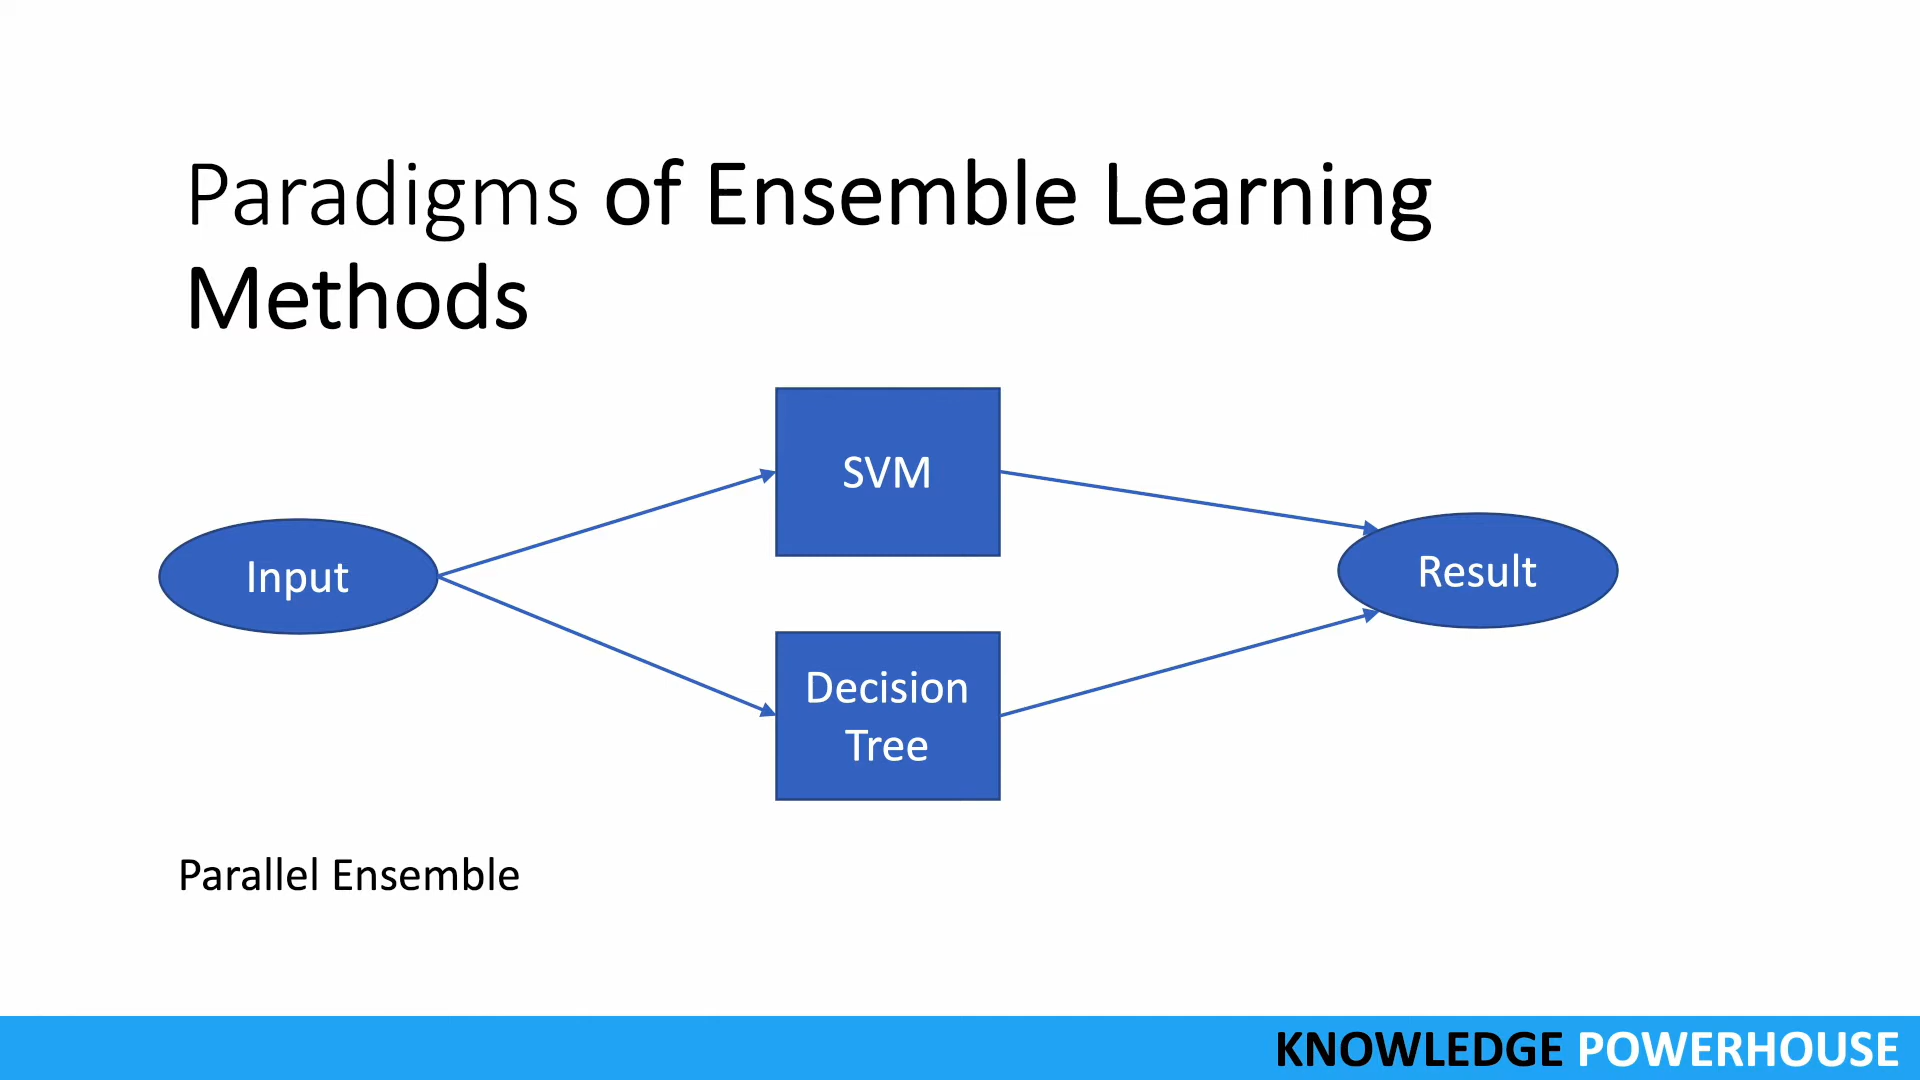 Paradigms of Ensemble Learning
Methods
SVM
Input
Result
Decision
Tree
Parallel Ensemble
KNOWLEDGE POWERHOUSE